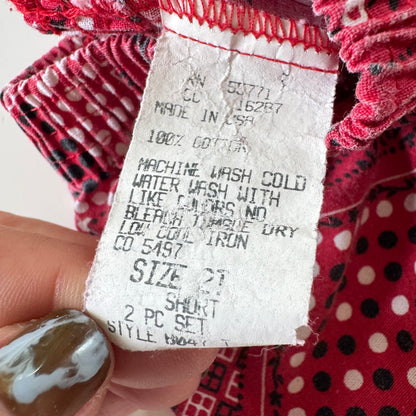 RN 55771
CC 16287
MADE IN USA
100% COTTON
MACHINE WASH COLD
WATER WASH WITH
LIKE COLORS NO
BLEACH TUMBLE DRY
LOW COOL IRON
CO 5497
SIZE 2T
SHORT
2 PC SET
STYLE